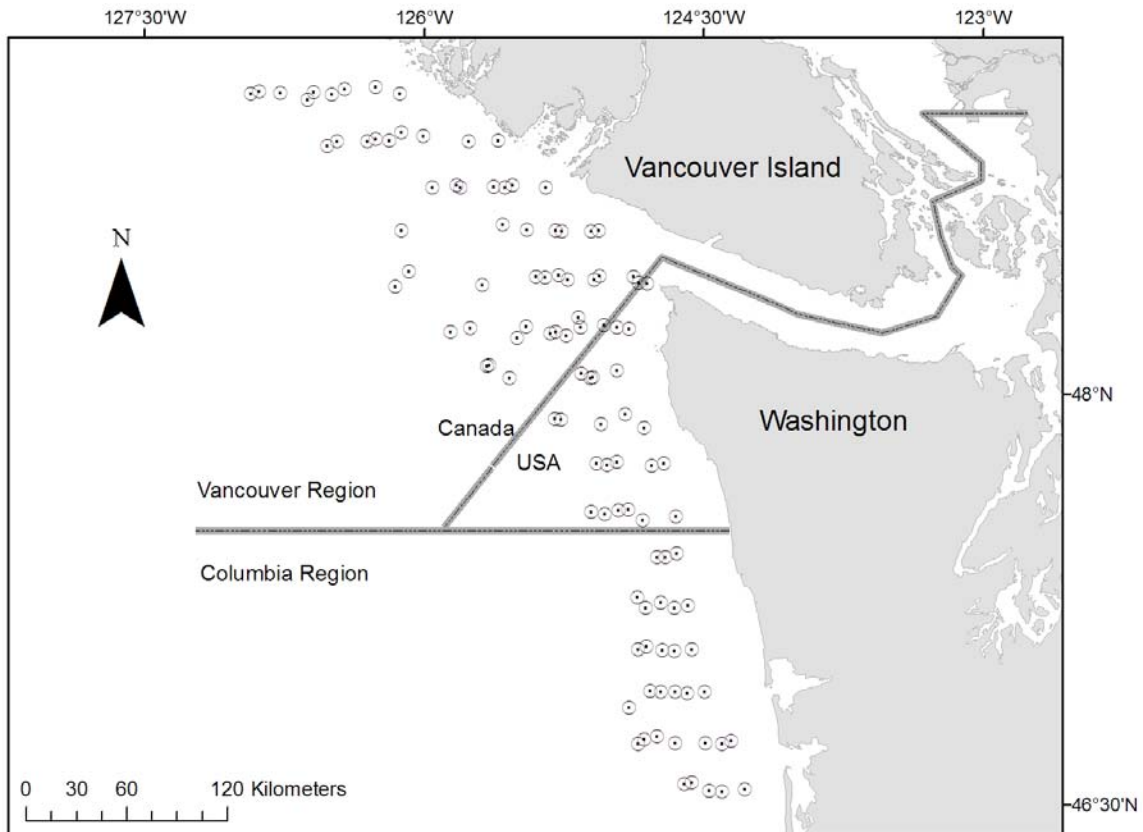 127°30'W 126°W 124°30'W 123°W
Vancouver Island
N
48°N
Washington
Canada
USA
Vancouver Region
Columbia Region
0 30 60 120 Kilometers
46°30'N